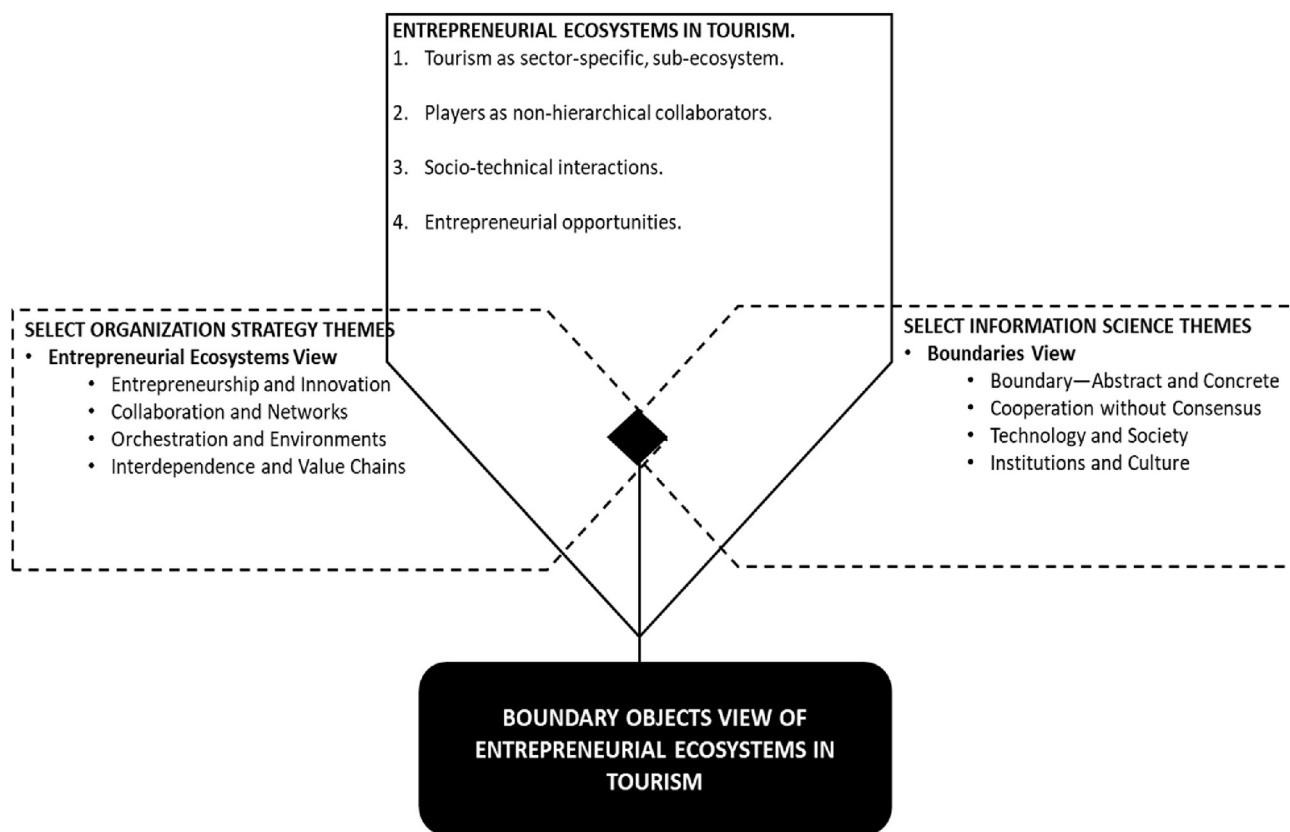 ENTREPRENEURIAL ECOSYSTEMS IN TOURISM.
1. Tourism as sector-specific, sub-ecosystem.
2. Players as non-hierarchical collaborators.
3. Socio-technical interactions.
4. Entrepreneurial opportunities.
SELECT ORGANIZATION STRATEGY THEMES
• Entrepreneurial Ecosystems View
• Entrepreneurship and Innovation
• Collaboration and Networks
• Orchestration and Environments
• Interdependence and Value Chains
SELECT INFORMATION SCIENCE THEMES
• Boundaries View
• Boundary—Abstract and Concrete
• Cooperation without Consensus
• Technology and Society
• Institutions and Culture
BOUNDARY OBJECTS VIEW OF
ENTREPRENEURIAL ECOSYSTEMS IN
TOURISM